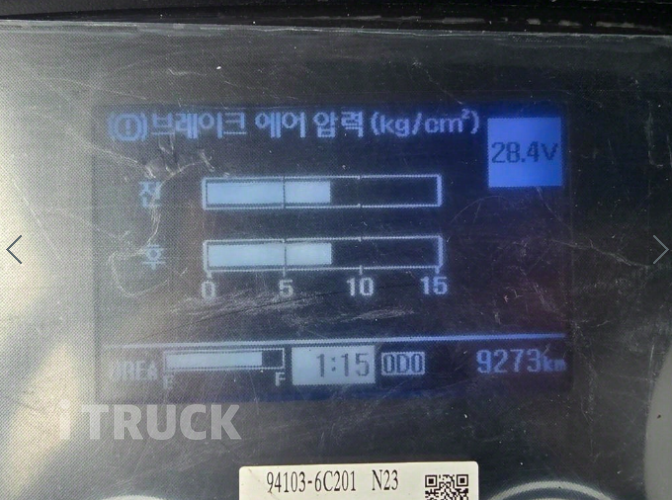 (!) 브레이크 에어 압력 (kg/cm²)
28.4V
전
후
0 5 10 15
UREA E F 1:15 ODO 9273km
iTRUCK
94103-6C201 N23